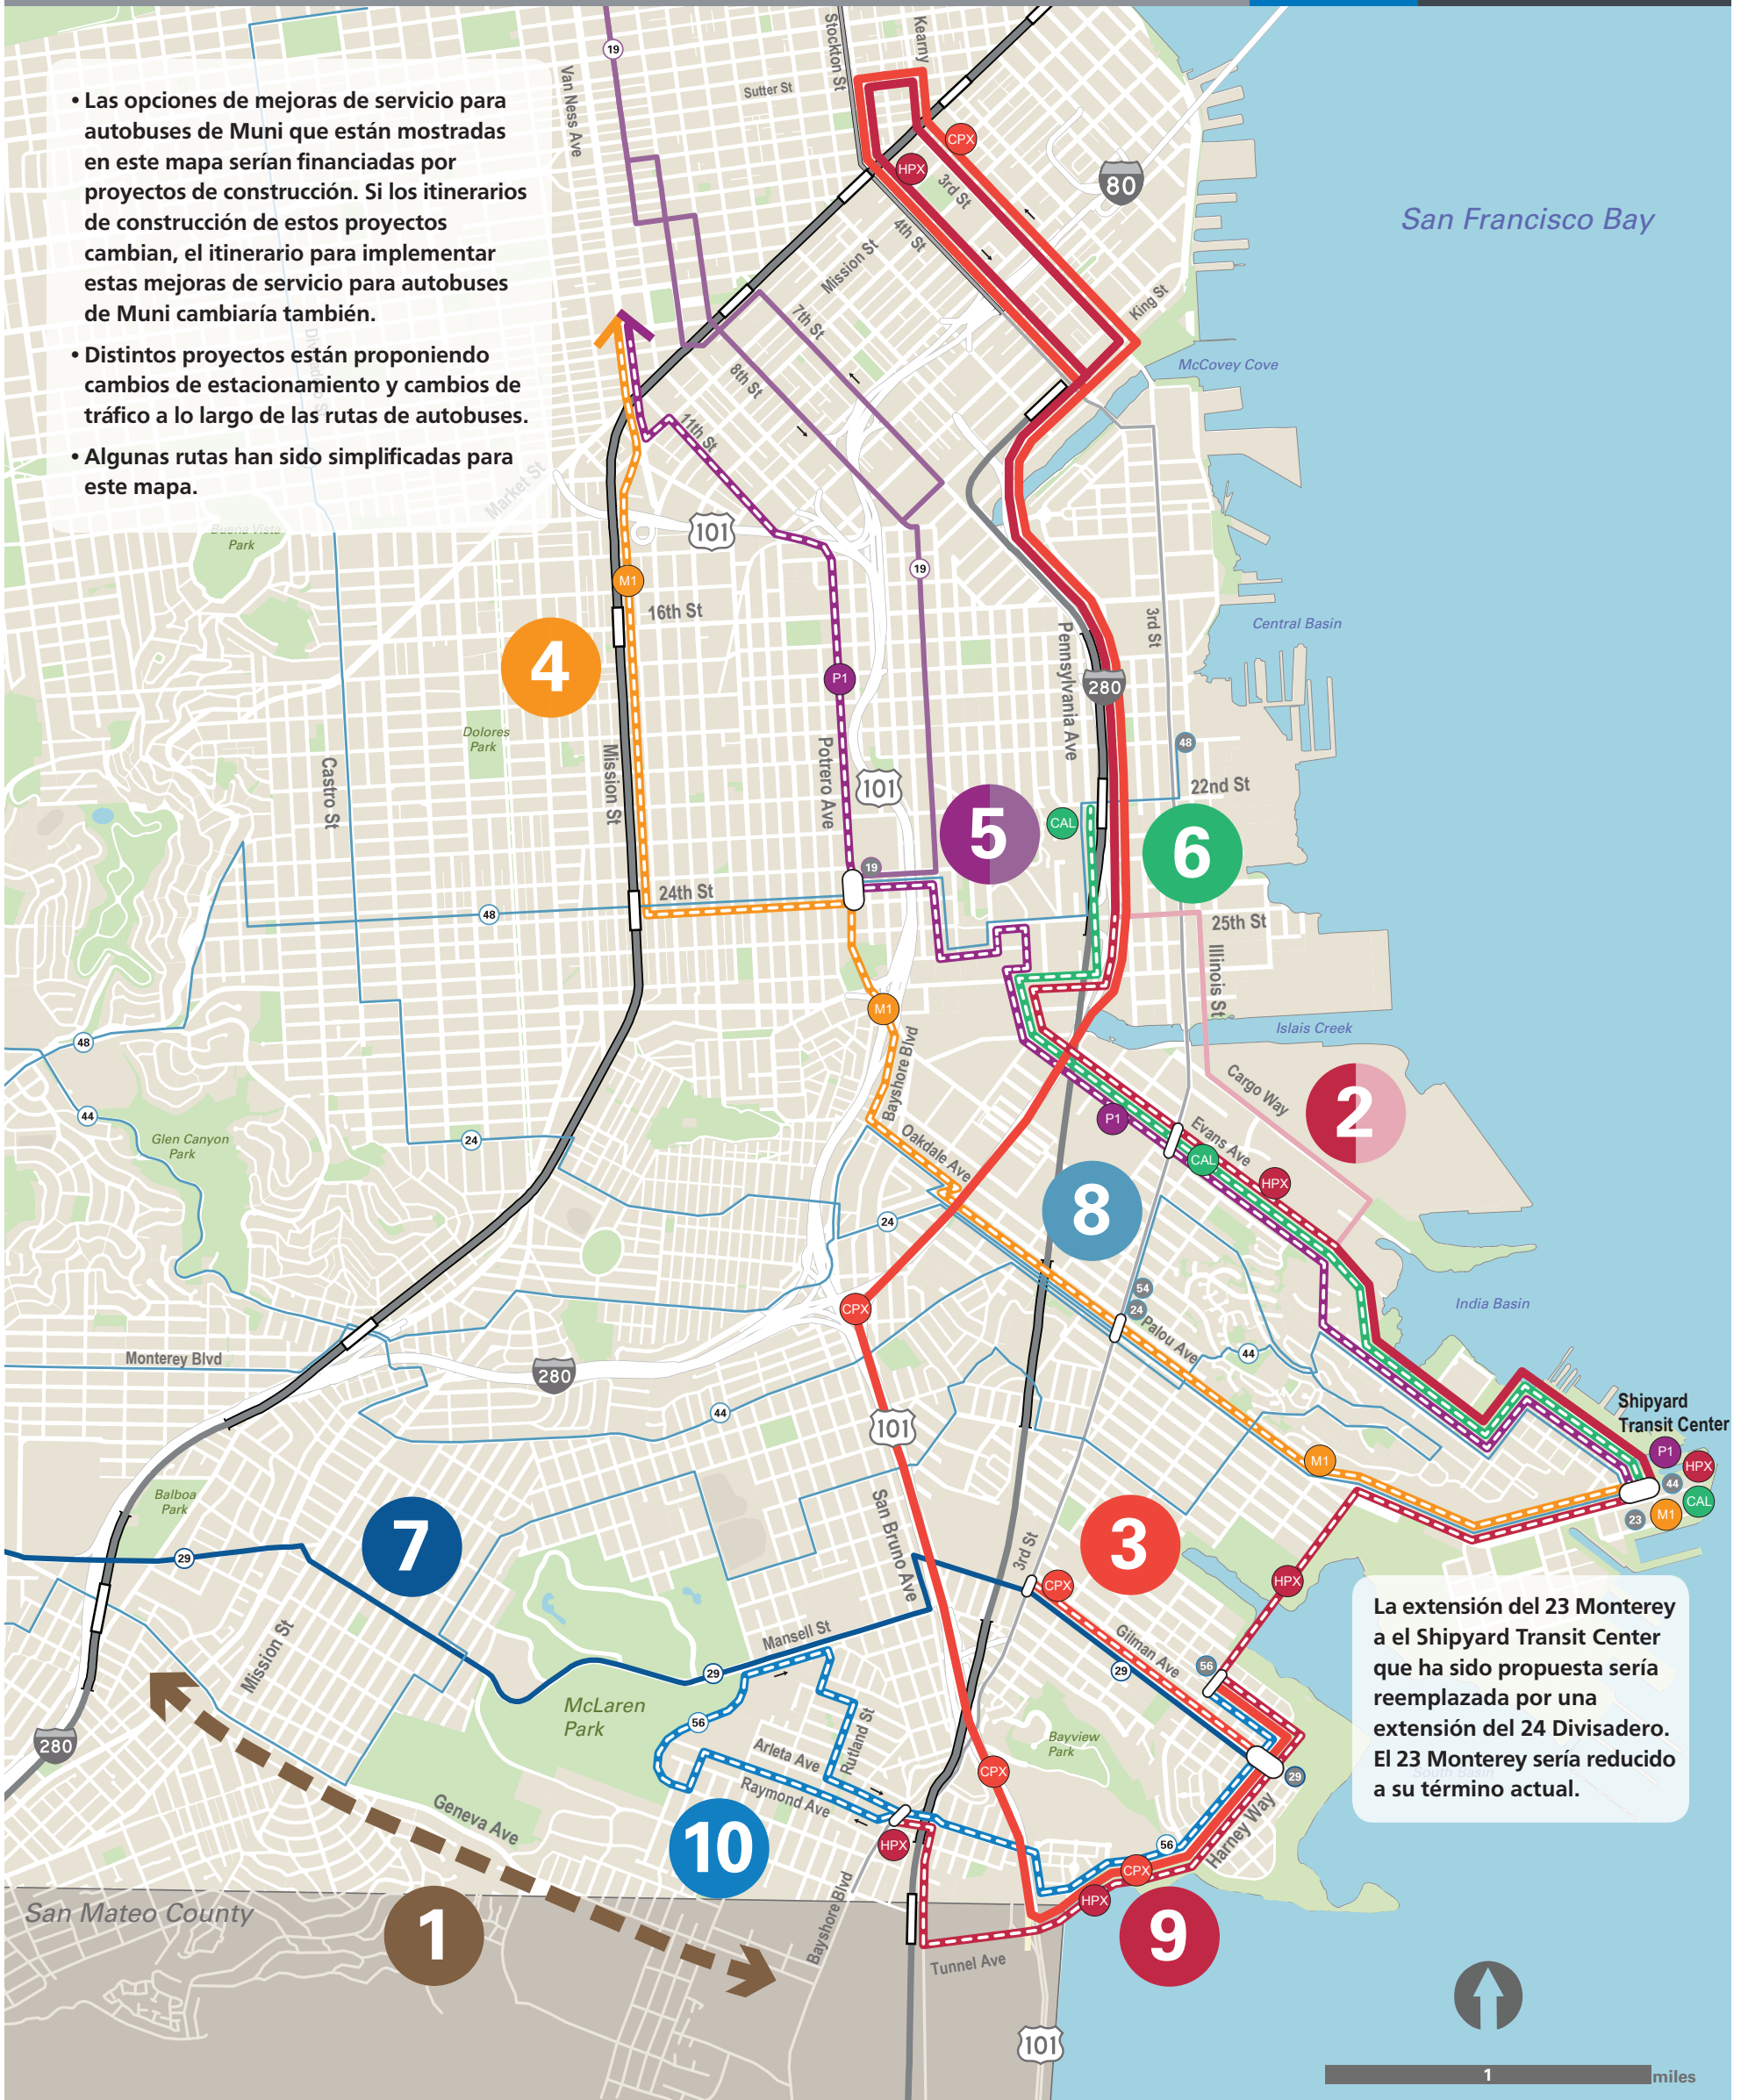 • Las opciones de mejoras de servicio para
autobuses de Muni que están mostradas
en este mapa serían financiadas por
proyectos de construcción. Si los itinerarios
de construcción de estos proyectos
cambian, el itinerario para implementar
estas mejoras de servicio para autobuses
de Muni cambiaría también.
• Distintos proyectos están proponiendo
cambios de estacionamiento y cambios de
tráfico a lo largo de las rutas de autobuses.
• Algunas rutas han sido simplificadas para
este mapa.
19
Van Ness Ave
Sutter St
Stockton St
Kearny
CPX
HPX
3rd St
4th St
80
San Francisco Bay
Mission St
King St
McCovey Cove
7th St
8th St
11th St
Market St
Buena Vista
Park
101
19
M1
16th St
4
P1
3rd St
Central Basin
Pennsylvania Ave
280
Dolores
Park
48
Castro St
Mission St
Potrero Ave
101
22nd St
5
CAL
6
19
24th St
48
25th St
Illinois St
M1
Islais Creek
48
Bayshore Blvd
Cargo Way
2
44
P1
Evans Ave
Glen Canyon
Park
24
Oakdale Ave
CAL
HPX
8
24
54
24
CPX
India Basin
Palou Ave
44
Monterey Blvd
280
44
101
Shipyard
Transit Center
P1
HPX
44
CAL
M1
23
M1
Balboa
Park
San Bruno Ave
7
29
3rd St
3
CPX
HPX
La extensión del 23 Monterey
a el Shipyard Transit Center
que ha sido propuesta sería
reemplazada por una
extensión del 24 Divisadero.
El 23 Monterey sería reducido
a su término actual.
South Basin
Mission St
Mansell St
29
Gilman Ave
29
56
McLaren
Park
56
Rutland St
Arleta Ave
Raymond Ave
Bayview
Park
CPX
29
280
Geneva Ave
10
HPX
56
Harney Way
CPX
HPX
San Mateo County
1
Bayshore Blvd
9
Tunnel Ave
101
1
miles